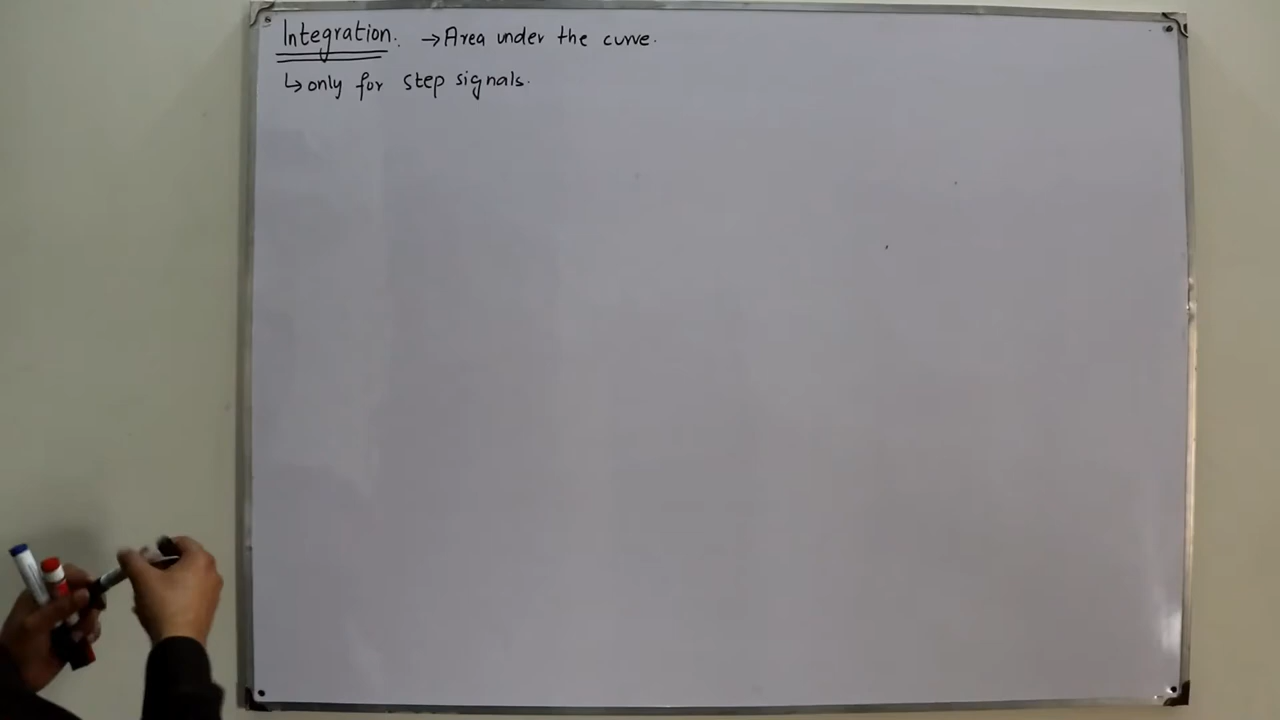 Integration. →Area under the curve.
↳only for step signals.